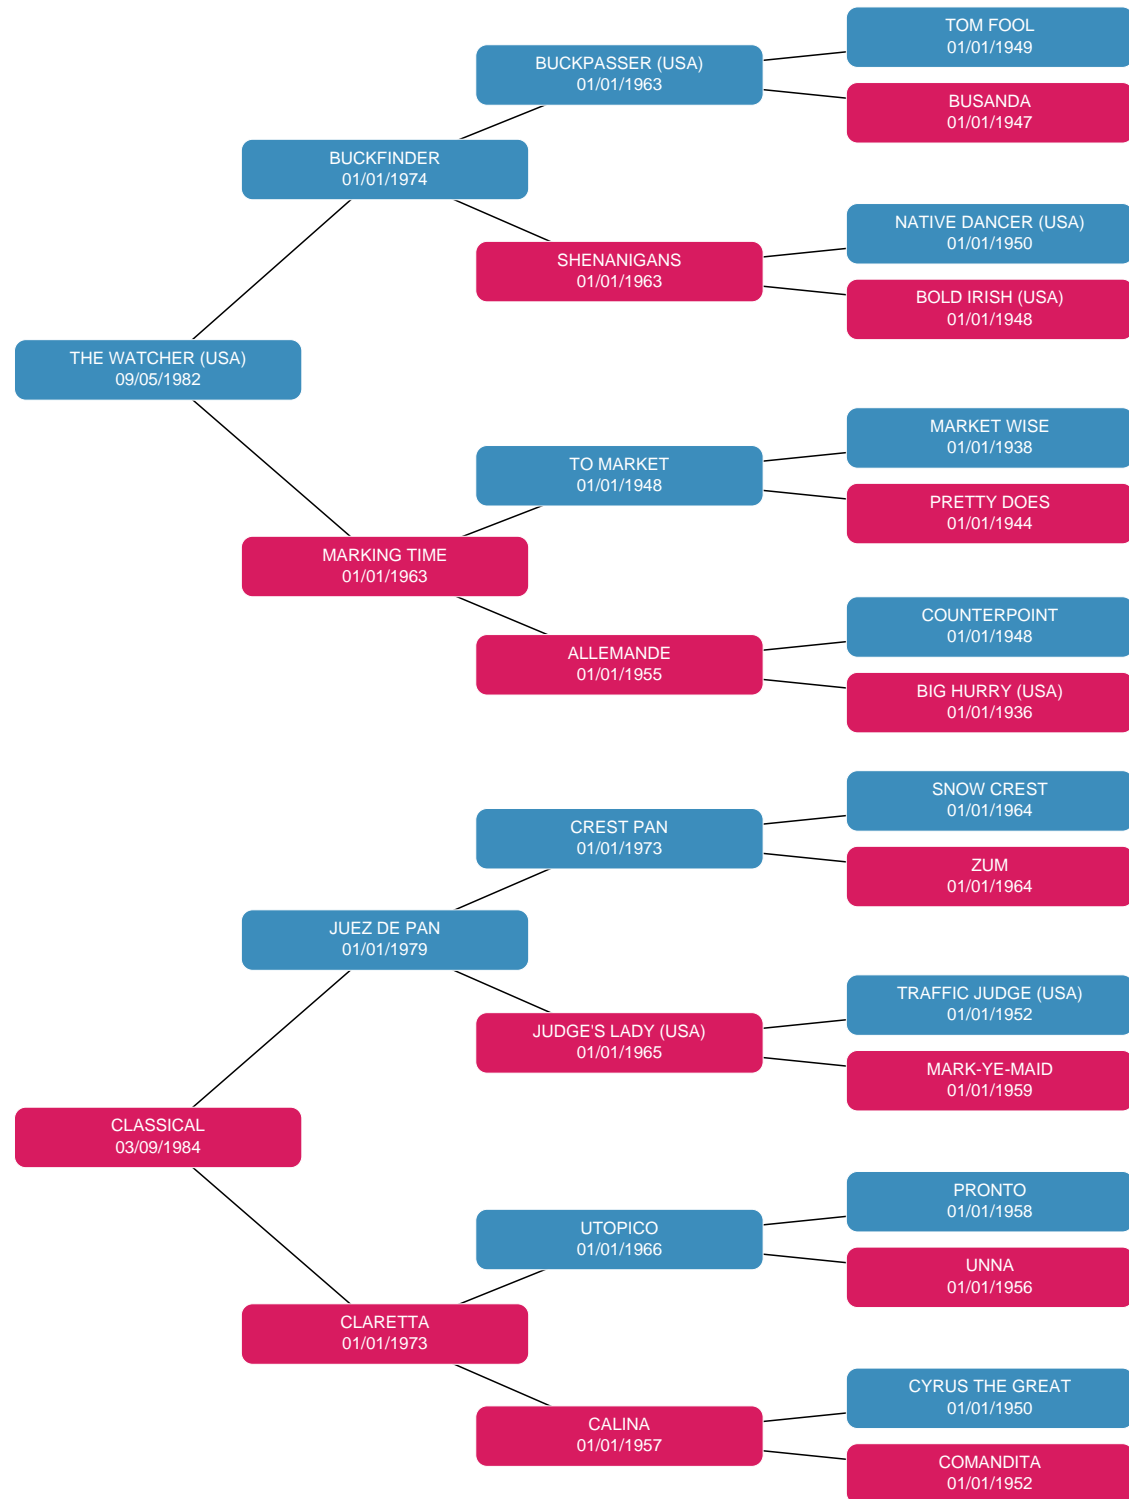 TOM FOOL
01/01/1949
BUCKPASSER (USA)
01/01/1963
BUSANDA
01/01/1947
BUCKFINDER
01/01/1974
NATIVE DANCER (USA)
01/01/1950
SHENANIGANS
01/01/1963
BOLD IRISH (USA)
01/01/1948
THE WATCHER (USA)
09/05/1982
MARKET WISE
01/01/1938
TO MARKET
01/01/1948
PRETTY DOES
01/01/1944
MARKING TIME
01/01/1963
COUNTERPOINT
01/01/1948
ALLEMANDE
01/01/1955
BIG HURRY (USA)
01/01/1936
SNOW CREST
01/01/1964
CREST PAN
01/01/1973
ZUM
01/01/1964
JUEZ DE PAN
01/01/1979
TRAFFIC JUDGE (USA)
01/01/1952
JUDGE'S LADY (USA)
01/01/1965
MARK-YE-MAID
01/01/1959
CLASSICAL
03/09/1984
PRONTO
01/01/1958
UTOPICO
01/01/1966
UNNA
01/01/1956
CLARETTA
01/01/1973
CYRUS THE GREAT
01/01/1950
CALINA
01/01/1957
COMANDITA
01/01/1952